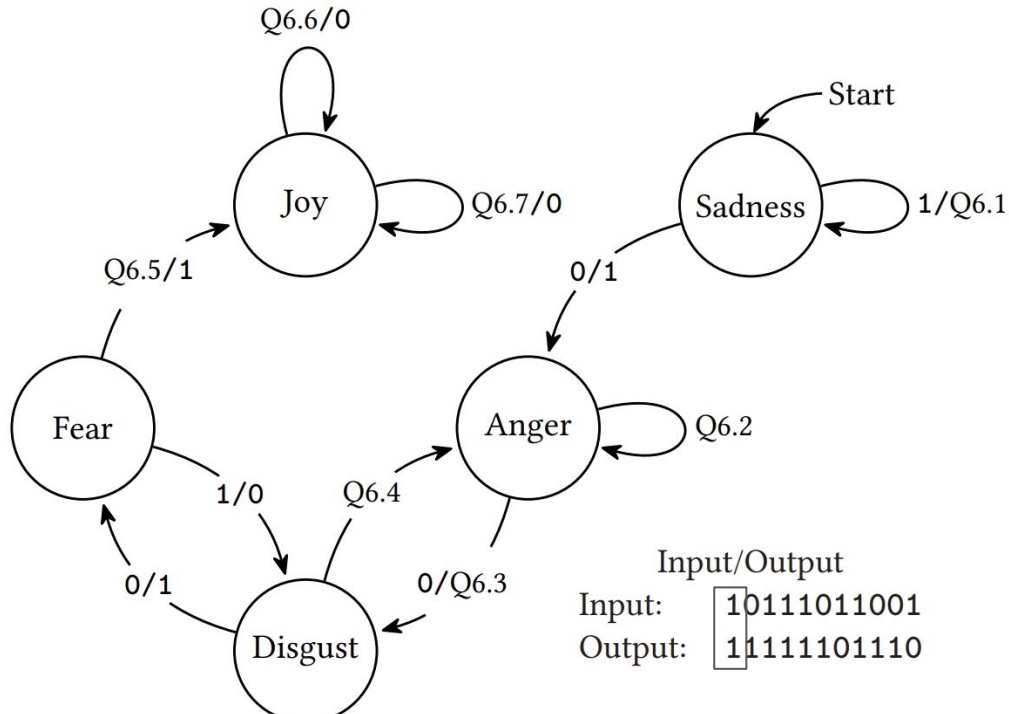 Q6.6/0
Start
Joy
Q6.7/0
Sadness
1/Q6.1
Q6.5/1
0/1
Fear
Anger
Q6.2
1/0
Q6.4
0/1
0/Q6.3
Disgust
Input/Output
Input: 10111011001
Output: 11111101110